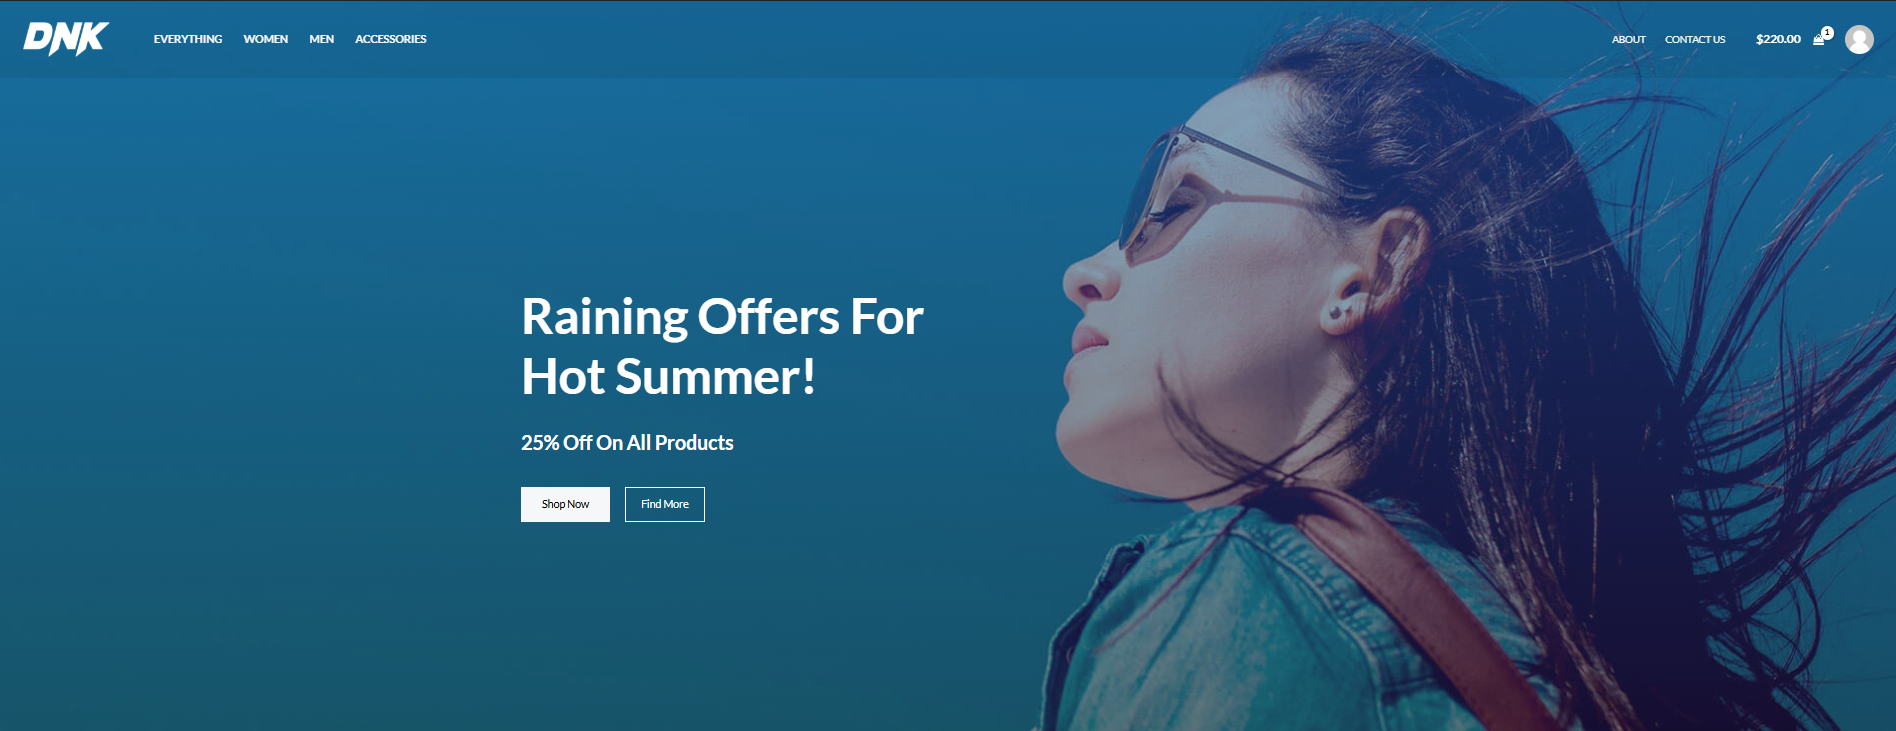 DNK
EVERYTHING WOMEN MEN ACCESSORIES
ABOUT CONTACT US $220.00 1
Raining Offers For
Hot Summer!
25% Off On All Products
Shop Now Find More